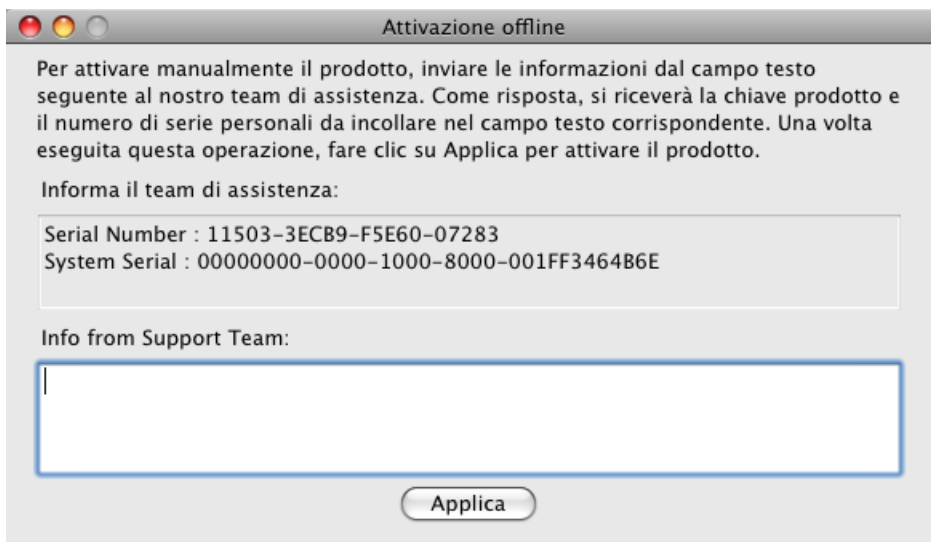 Attivazione offline
Per attivare manualmente il prodotto, inviare le informazioni dal campo testo
seguente al nostro team di assistenza. Come risposta, si riceverà la chiave prodotto e
il numero di serie personali da incollare nel campo testo corrispondente. Una volta
eseguita questa operazione, fare clic su Applica per attivare il prodotto.
Informa il team di assistenza:
Serial Number : 11503-3ECB9-F5E60-07283
System Serial : 00000000-0000-1000-8000-001FF3464B6E
Info from Support Team:
Applica